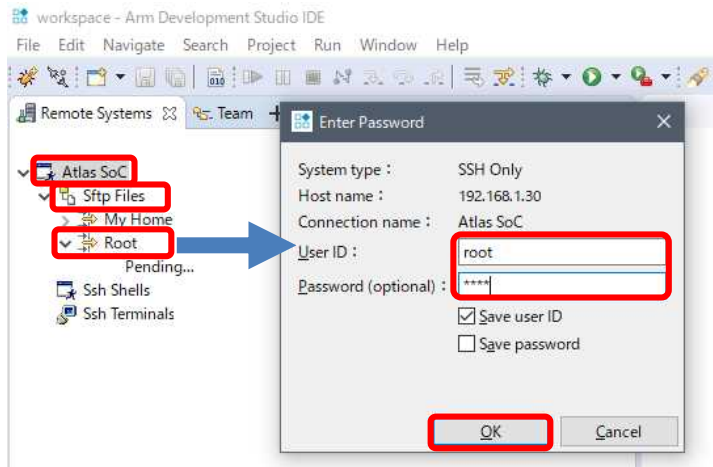 workspace - Arm Development Studio IDE
File Edit Navigate Search Project Run Window Help
Remote Systems Team
Enter Password
Atlas SoC
Sftp Files
My Home
Root
Pending...
Ssh Shells
Ssh Terminals
System type : SSH Only
Host name : 192.168.1.30
Connection name : Atlas SoC
User ID : root
Password (optional) : ****
Save user ID
Save password
OK Cancel